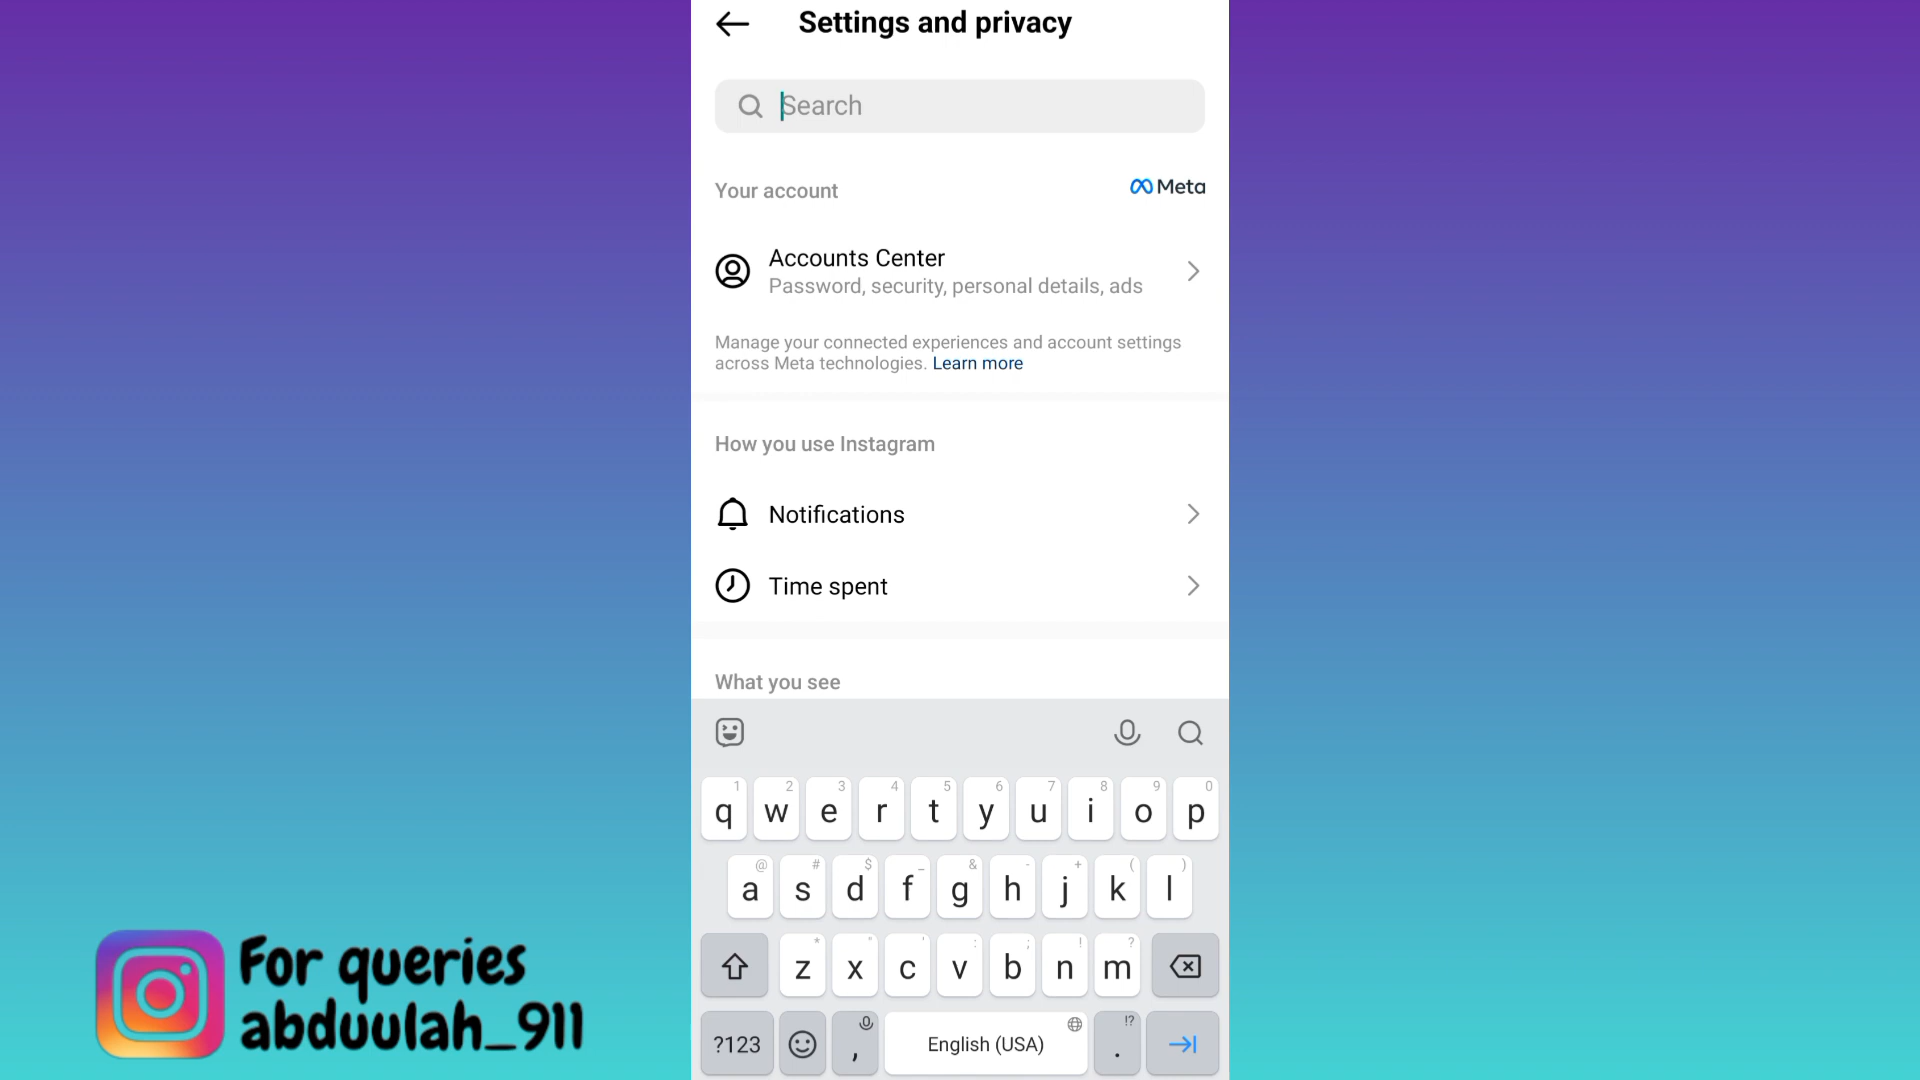 Settings and privacy
Search
Your account
Meta
Accounts Center
Password, security, personal details, ads
Manage your connected experiences and account settings
across Meta technologies. Learn more
How you use Instagram
Notifications
Time spent
What you see
1 2 3 4 5 6 7 8 9 0
q w e r t y u i o p
@ # $ _ & - + ( )
a s d f g h j k l
* " ' : ; ! ?
z x c v b n m
?123 , English (USA) . !?
For queries
abduulah_911